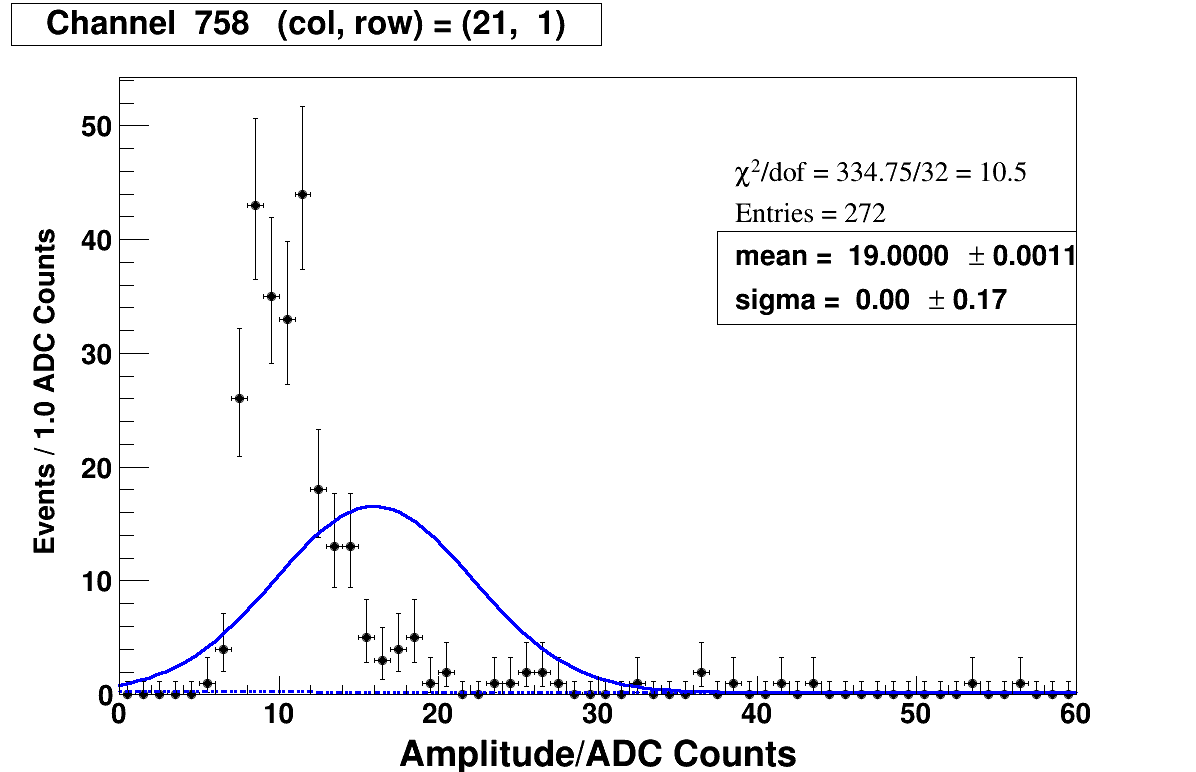 Channel 758 (col, row) = (21, 1)
χ²/dof = 334.75/32 = 10.5
Entries = 272
mean = 19.0000 ± 0.0011
sigma = 0.00 ± 0.17
Events / 1.0 ADC Counts
50
40
30
20
10
0
0 10 20 30 40 50 60
Amplitude/ADC Counts